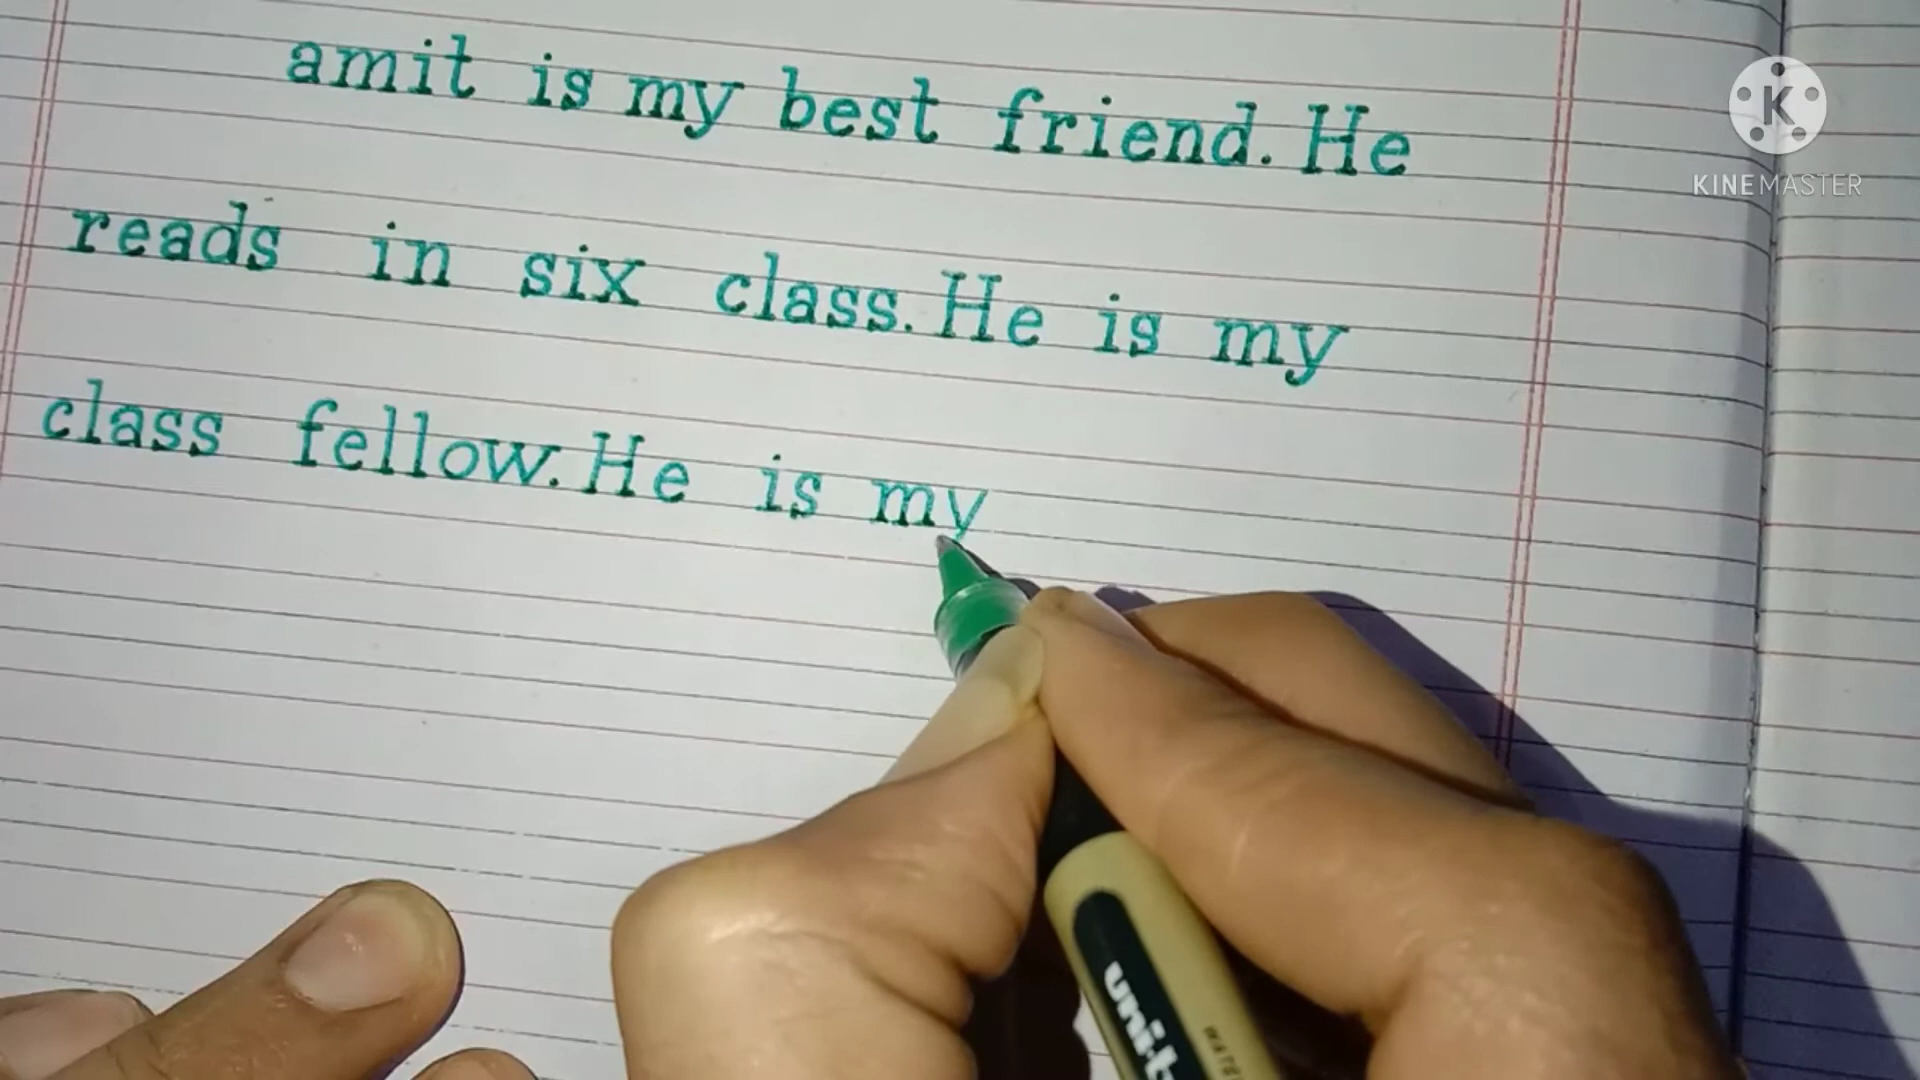 amit is my best friend. He
reads in six class. He is my
class fellow. He is my
K
KINEMASTER